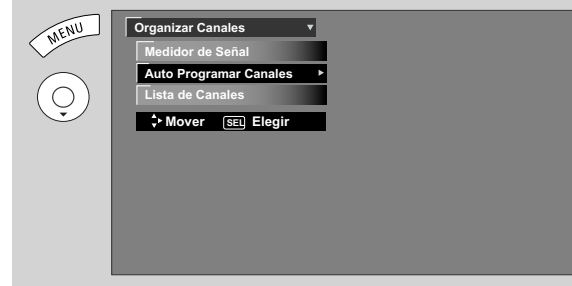 MENU
Organizar Canales
Medidor de Señal
Auto Programar Canales
Lista de Canales
Mover SEL Elegir